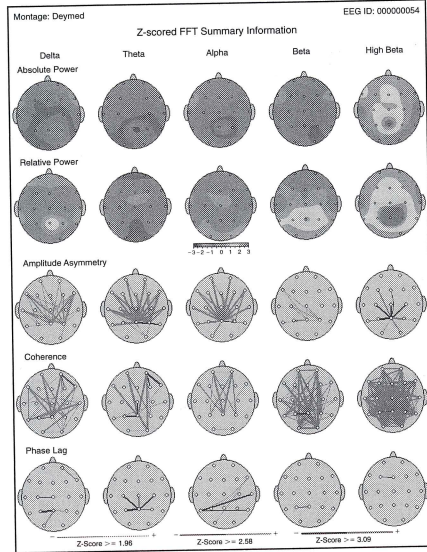 Montage: Deymed
EEG ID: 000000054
Z-scored FFT Summary Information
Delta Theta Alpha Beta High Beta
Absolute Power
Relative Power
-3 -2 -1 0 1 2 3
Amplitude Asymmetry
Coherence
Phase Lag
- + - + - +
Z-Score >= 1.96 Z-Score >= 2.58 Z-Score >= 3.09